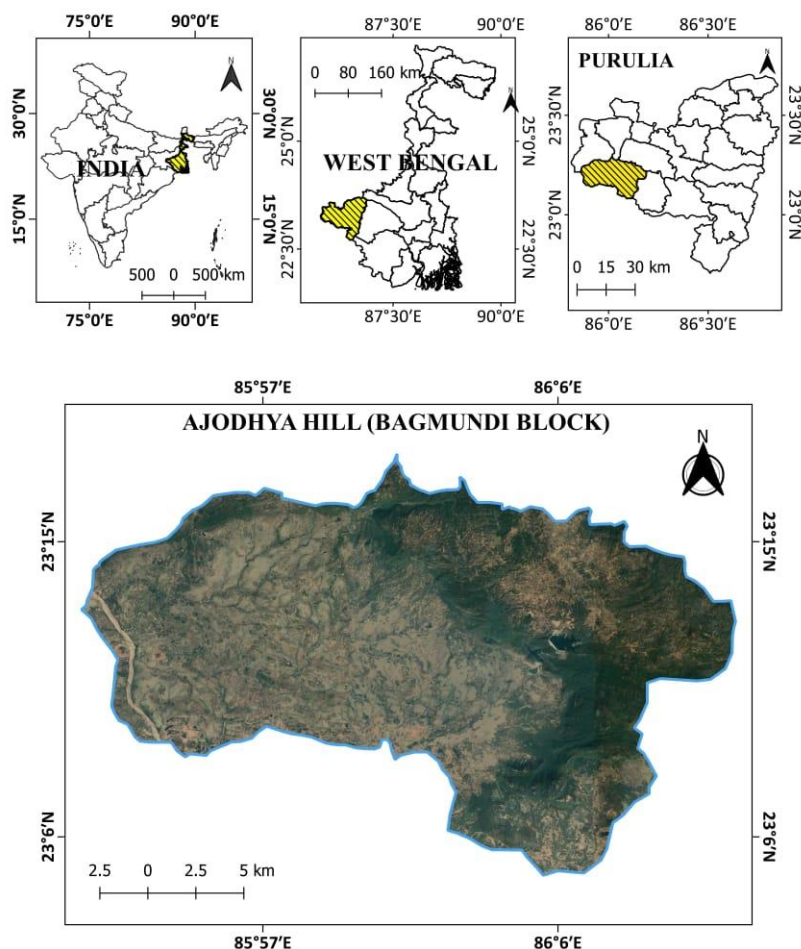 75°0'E 90°0'E
N
30°0'N
15°0'N
30°0'N
15°0'N
INDIA
500 0 500 km
75°0'E 90°0'E
87°30'E 90°0'E
0 80 160 km
N
25°0'N
22°30'N
25°0'N
22°30'N
WEST BENGAL
87°30'E 90°0'E
86°0'E 86°30'E
PURULIA
N
23°30'N
23°0'N
23°30'N
23°0'N
0 15 30 km
86°0'E 86°30'E
85°57'E 86°6'E
AJODHYA HILL (BAGMUNDI BLOCK)
N
23°15'N
23°6'N
23°15'N
23°6'N
2.5 0 2.5 5 km
85°57'E 86°6'E